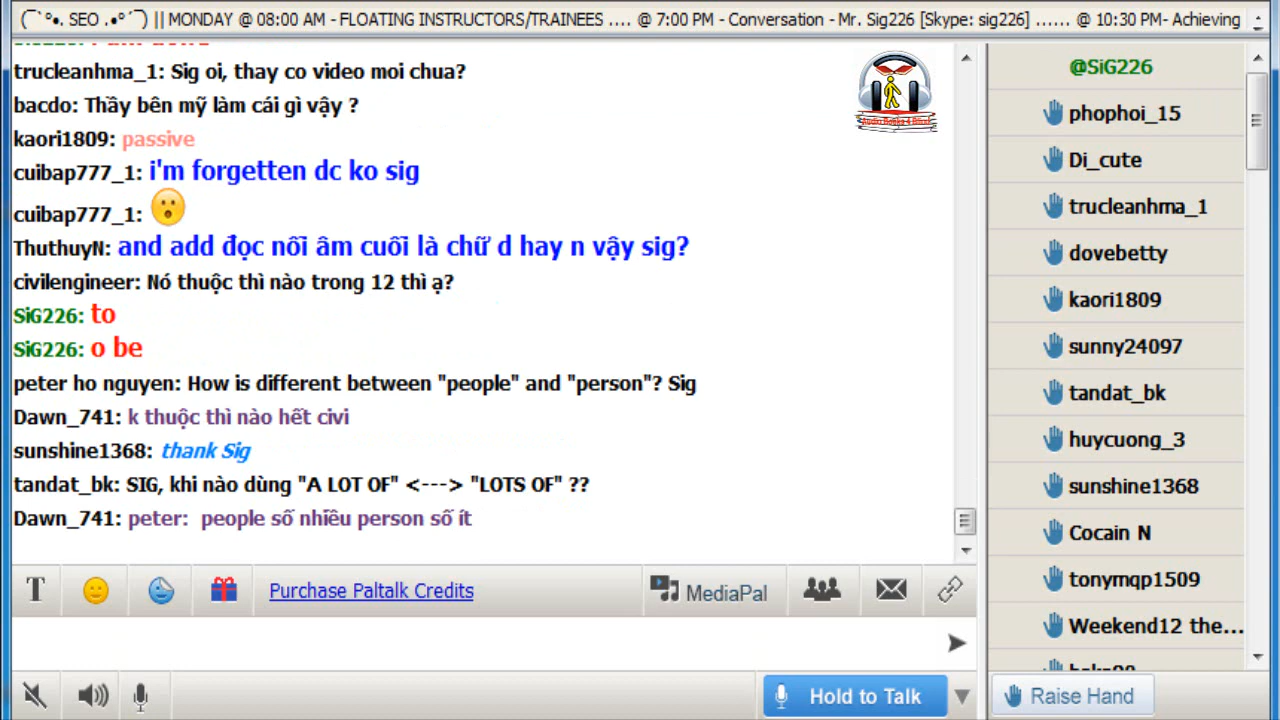 (¯`°•. SEO .•°´¯) || MONDAY @ 08:00 AM - FLOATING INSTRUCTORS/TRAINEES .... @ 7:00 PM - Conversation - Mr. Sig226 [Skype: sig226] ...... @ 10:30 PM- Achieving
trucleanhma_1: Sig oi, thay co video moi chua?
bacdo: Thầy bên mỹ làm cái gì vậy ?
kaori1809: passive
cuibap777_1: i'm forgetten dc ko sig
cuibap777_1:
ThuthuyN: and add đọc nối âm cuối là chữ d hay n vậy sig?
civilengineer: Nó thuộc thì nào trong 12 thì ạ?
SiG226: to
SiG226: o be
peter ho nguyen: How is different between "people" and "person"? Sig
Dawn_741: k thuộc thì nào hết civi
sunshine1368: thank Sig
tandat_bk: SIG, khi nào dùng "A LOT OF" <---> "LOTS OF" ??
Dawn_741: peter: people số nhiều person số ít
Audio Books 4 Blind
@SiG226
phophoi_15
Di_cute
trucleanhma_1
dovebetty
kaori1809
sunny24097
tandat_bk
huycuong_3
sunshine1368
Cocain N
tonymqp1509
Weekend12 the...
T
Purchase Paltalk Credits
MediaPal
Hold to Talk
Raise Hand